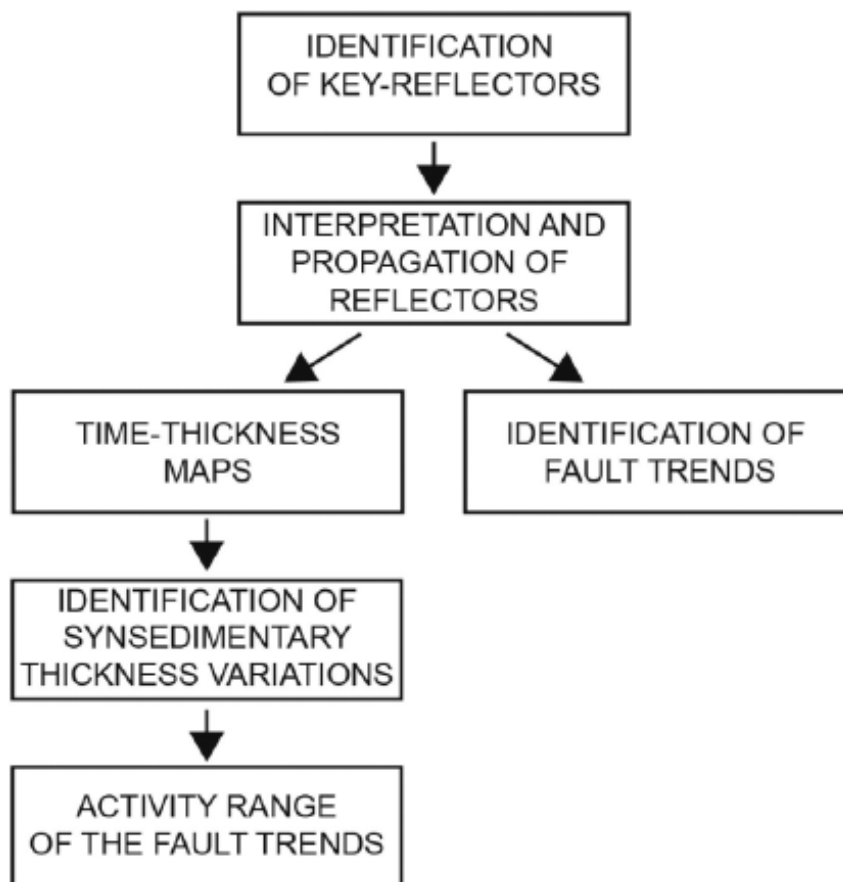 IDENTIFICATION
OF KEY-REFLECTORS
INTERPRETATION AND
PROPAGATION OF
REFLECTORS
TIME-THICKNESS
MAPS
IDENTIFICATION OF
FAULT TRENDS
IDENTIFICATION OF
SYNSEDIMENTARY
THICKNESS VARIATIONS
ACTIVITY RANGE
OF THE FAULT TRENDS